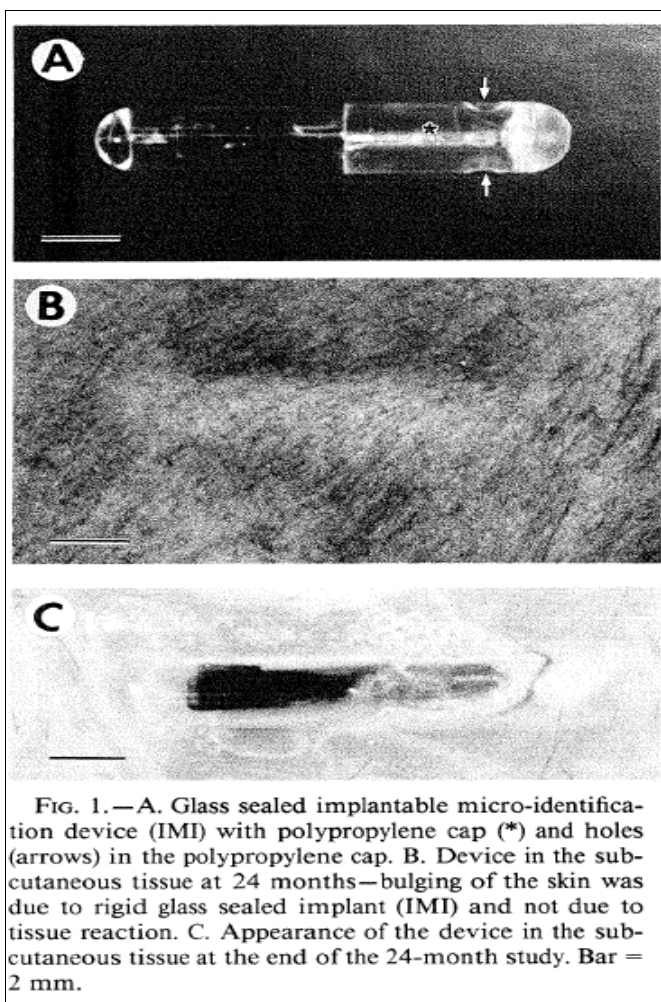 A
B
C
FIG. 1.—A. Glass sealed implantable micro-identifica-
tion device (IMI) with polypropylene cap (*) and holes
(arrows) in the polypropylene cap. B. Device in the sub-
cutaneous tissue at 24 months—bulging of the skin was
due to rigid glass sealed implant (IMI) and not due to
tissue reaction. C. Appearance of the device in the sub-
cutaneous tissue at the end of the 24-month study. Bar =
2 mm.